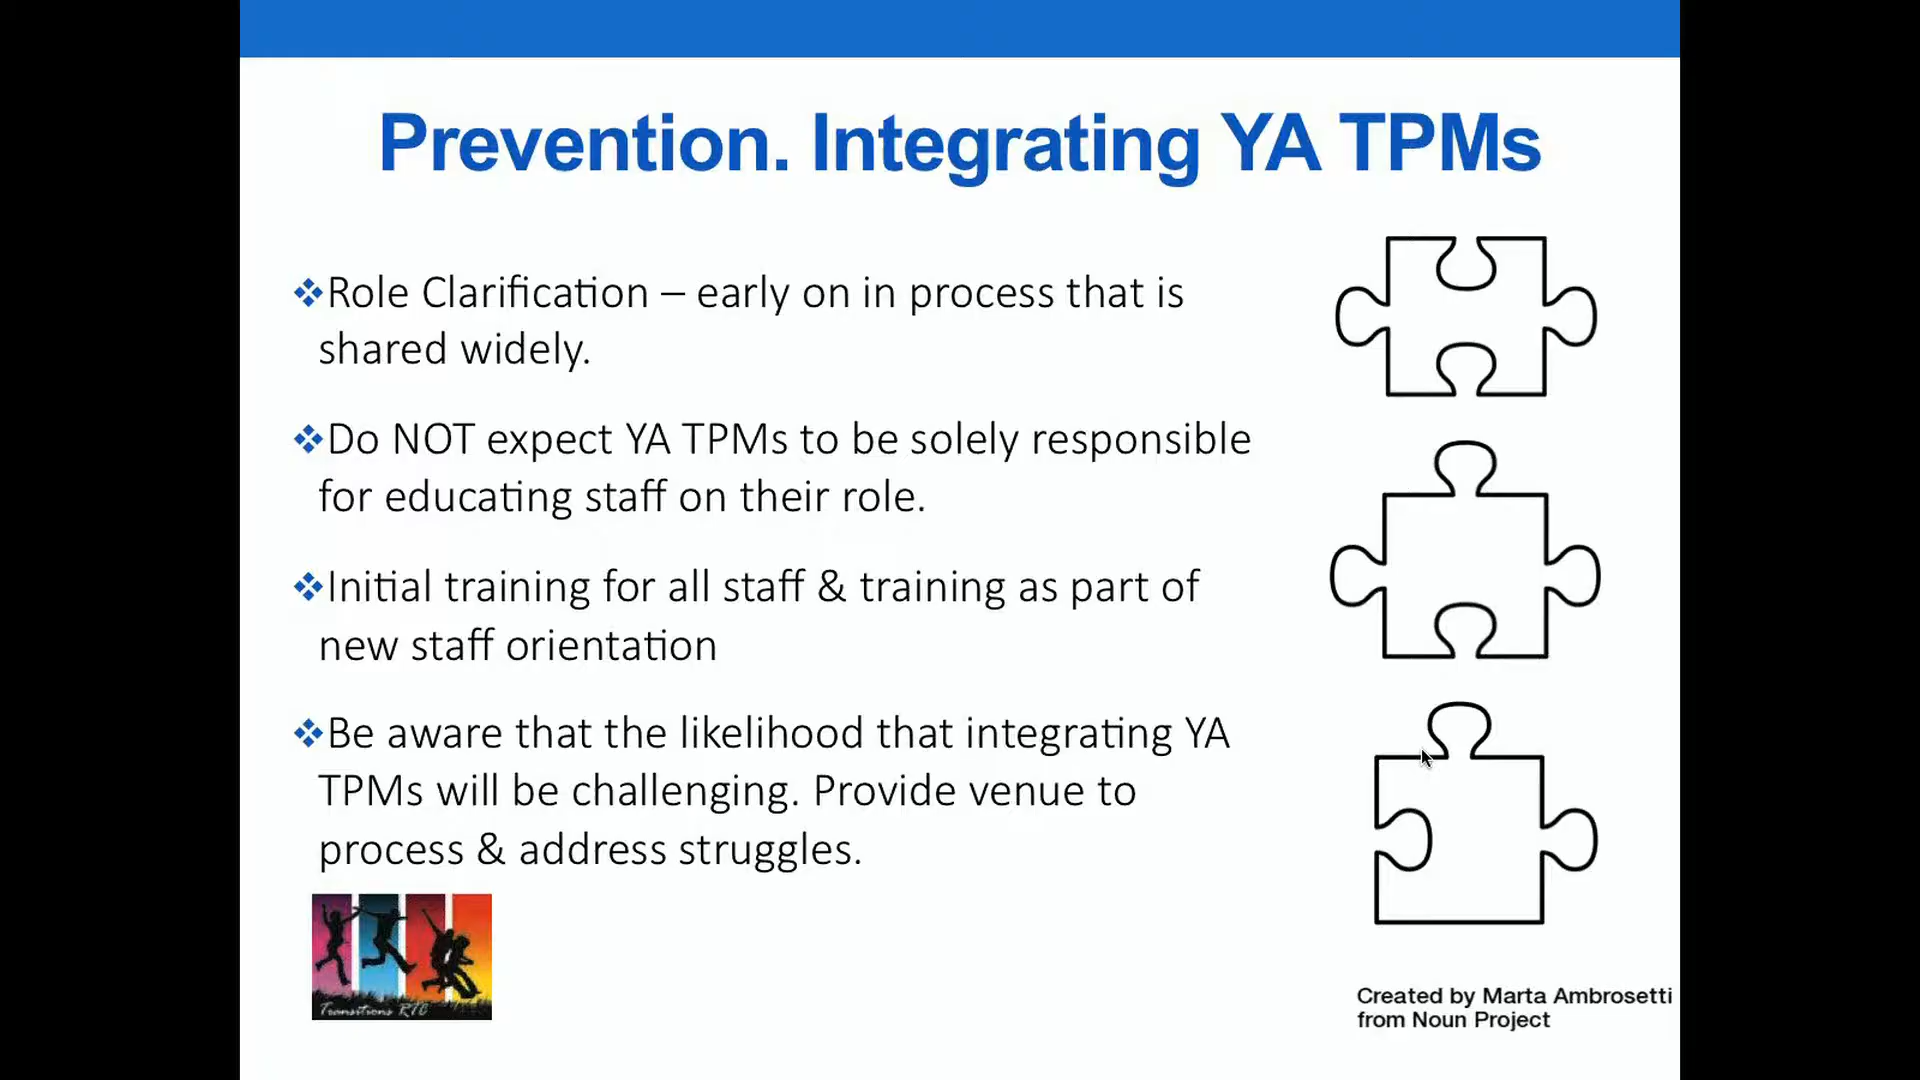 Prevention. Integrating YA TPMs
Role Clarification – early on in process that is
shared widely.
Do NOT expect YA TPMs to be solely responsible
for educating staff on their role.
Initial training for all staff & training as part of
new staff orientation
Be aware that the likelihood that integrating YA
TPMs will be challenging. Provide venue to
process & address struggles.
Transitions RTC
Created by Marta Ambrosetti
from Noun Project